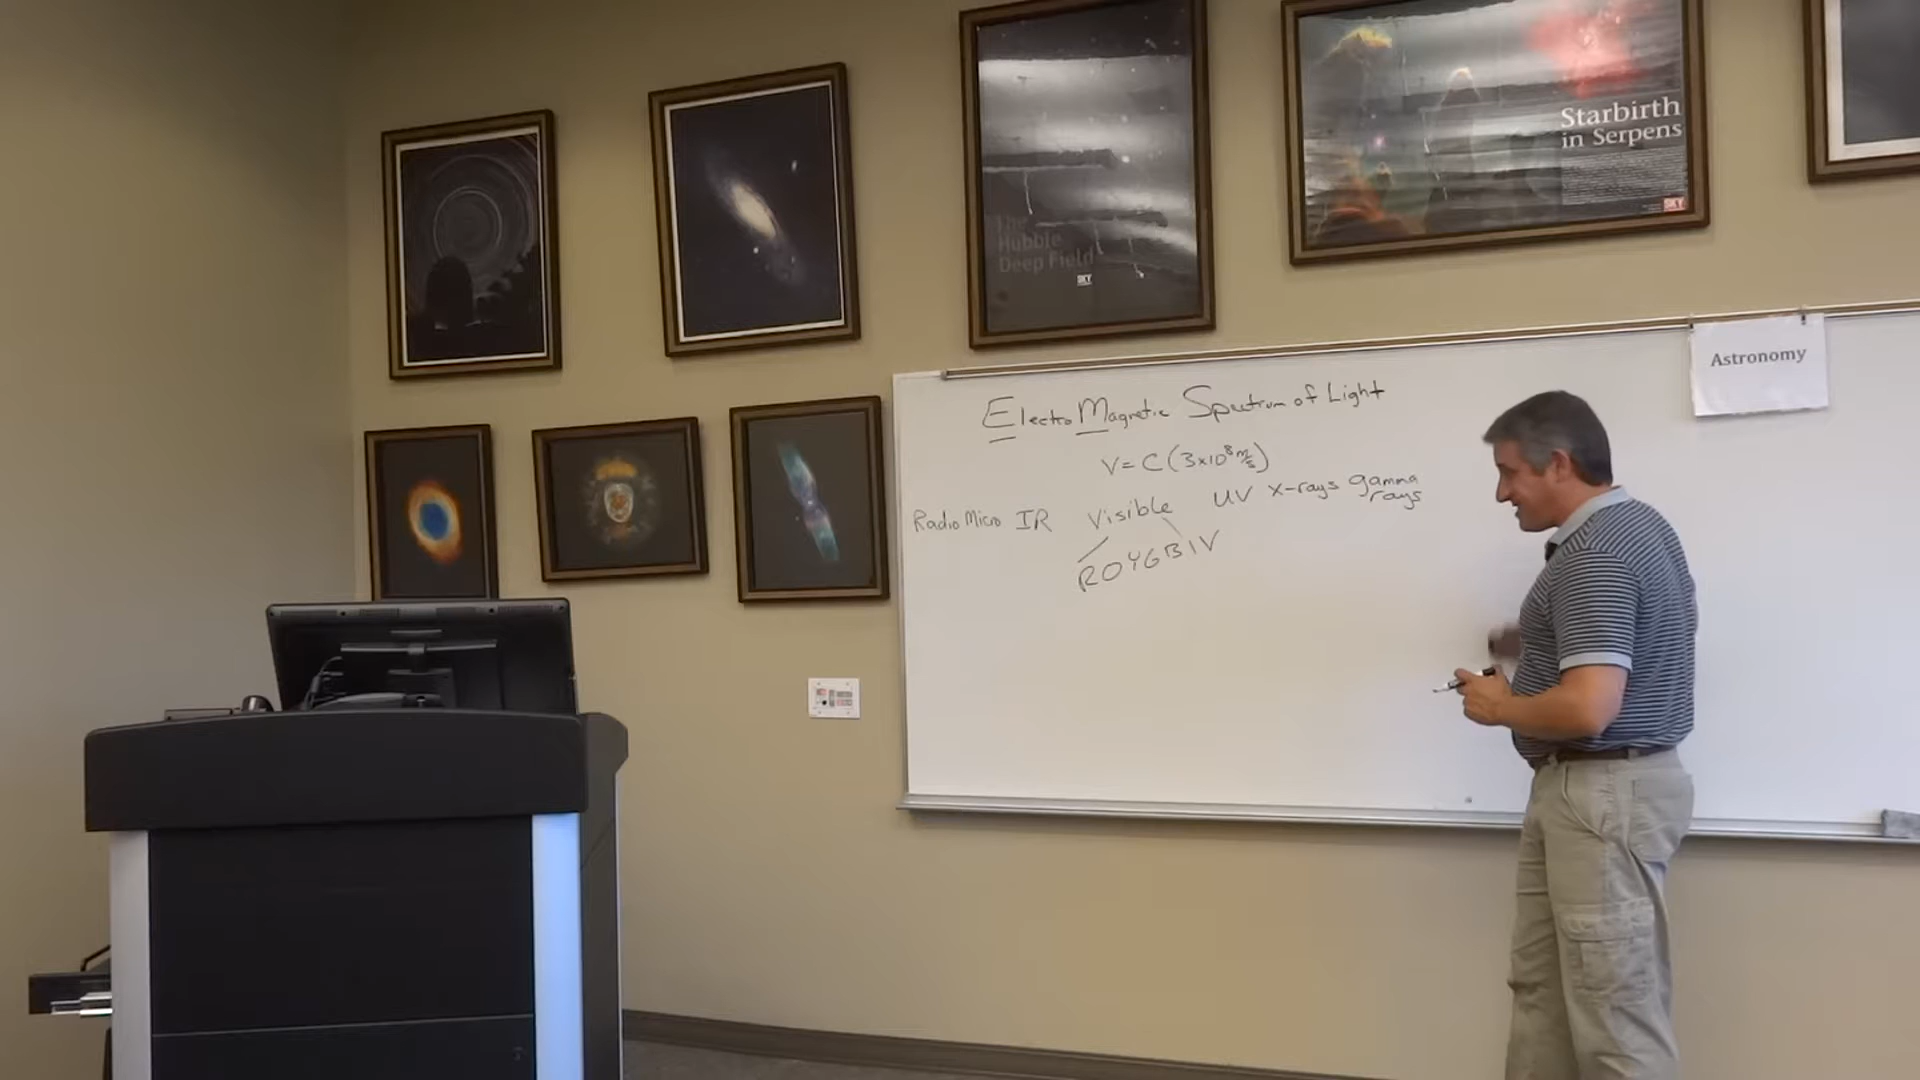 The
Hubble
Deep Field
SKY
Starbirth
in Serpens
SKY
Astronomy
ElectroMagnetic Spectrum of Light
V = C (3x10⁸ m/s)
Radio Micro IR Visible UV X-rays gamma
rays
ROYGBIV